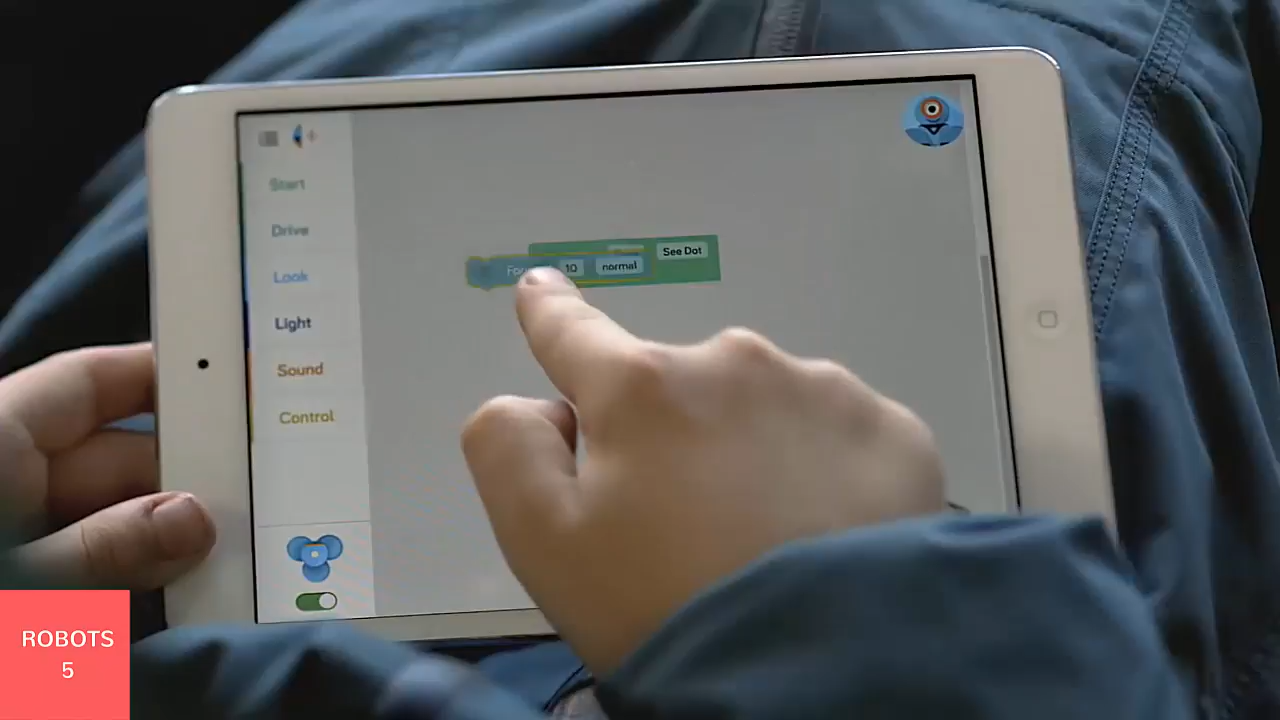 Start
Drive
Look
Light
Sound
Control
See Dot
10 normal
ROBOTS
5